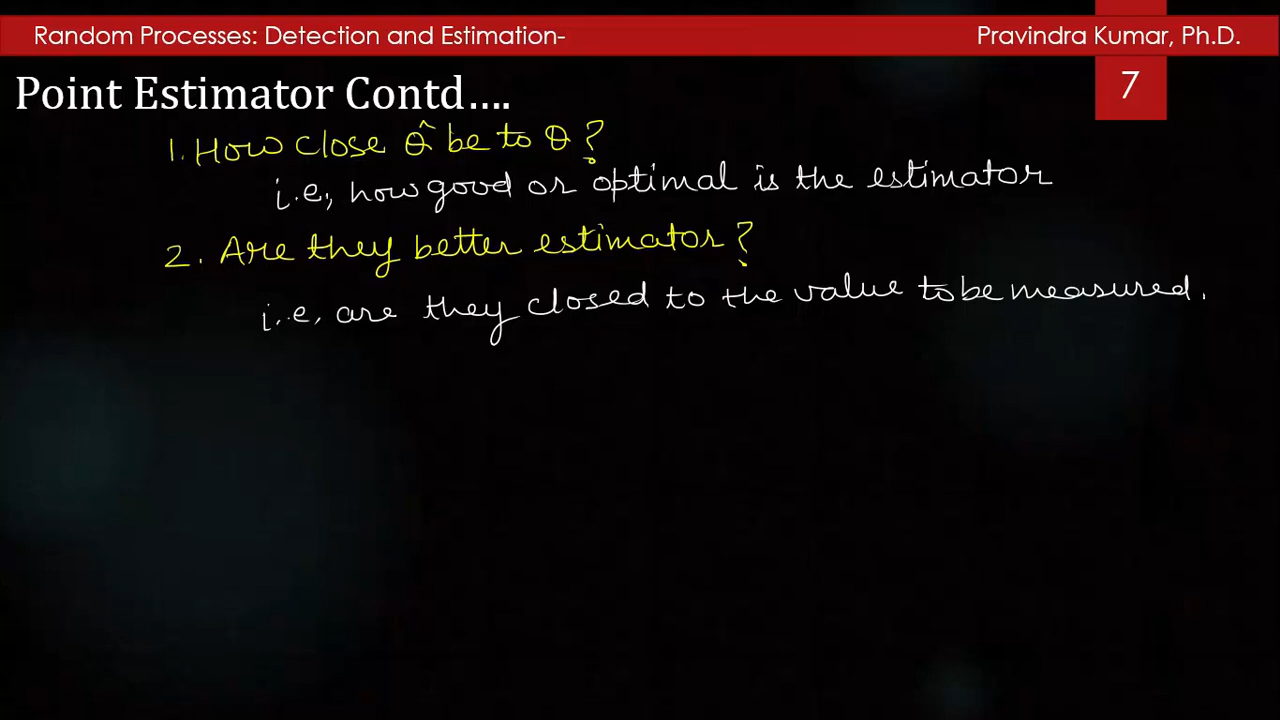 Random Processes: Detection and Estimation-
Pravindra Kumar, Ph.D.
Point Estimator Contd....
7
1. How close θ̂ be to θ?
i.e., how good or optimal is the estimator
2. Are they better estimator?
i.e. are they closed to the value to be measured.